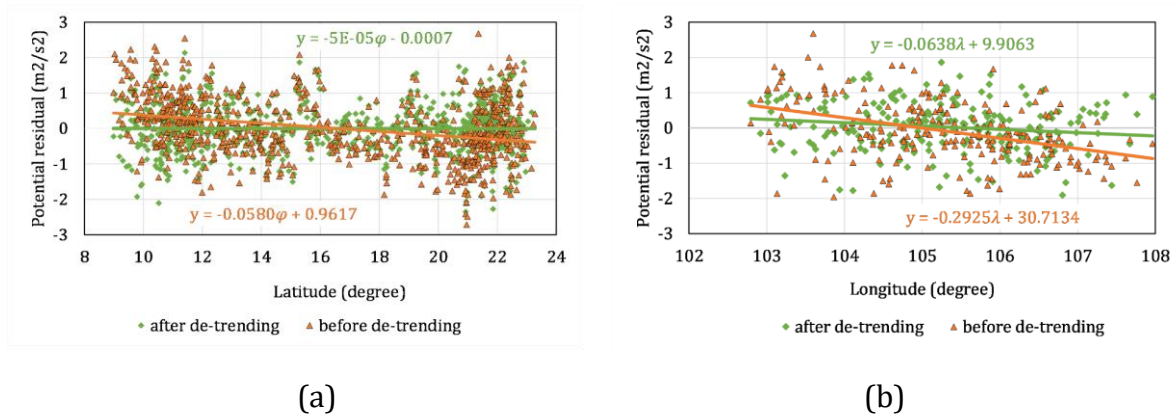 Potential residual (m2/s2)
3
2
1
0
-1
-2
-3
y = -5E-05φ - 0.0007
y = -0.0580φ + 0.9617
8 10 12 14 16 18 20 22 24
Latitude (degree)
after de-trending before de-trending
(a)
Potential residual (m2/s2)
3
2
1
0
-1
-2
-3
y = -0.0638λ + 9.9063
y = -0.2925λ + 30.7134
102 103 104 105 106 107 108
Longitude (degree)
after de-trending before de-trending
(b)